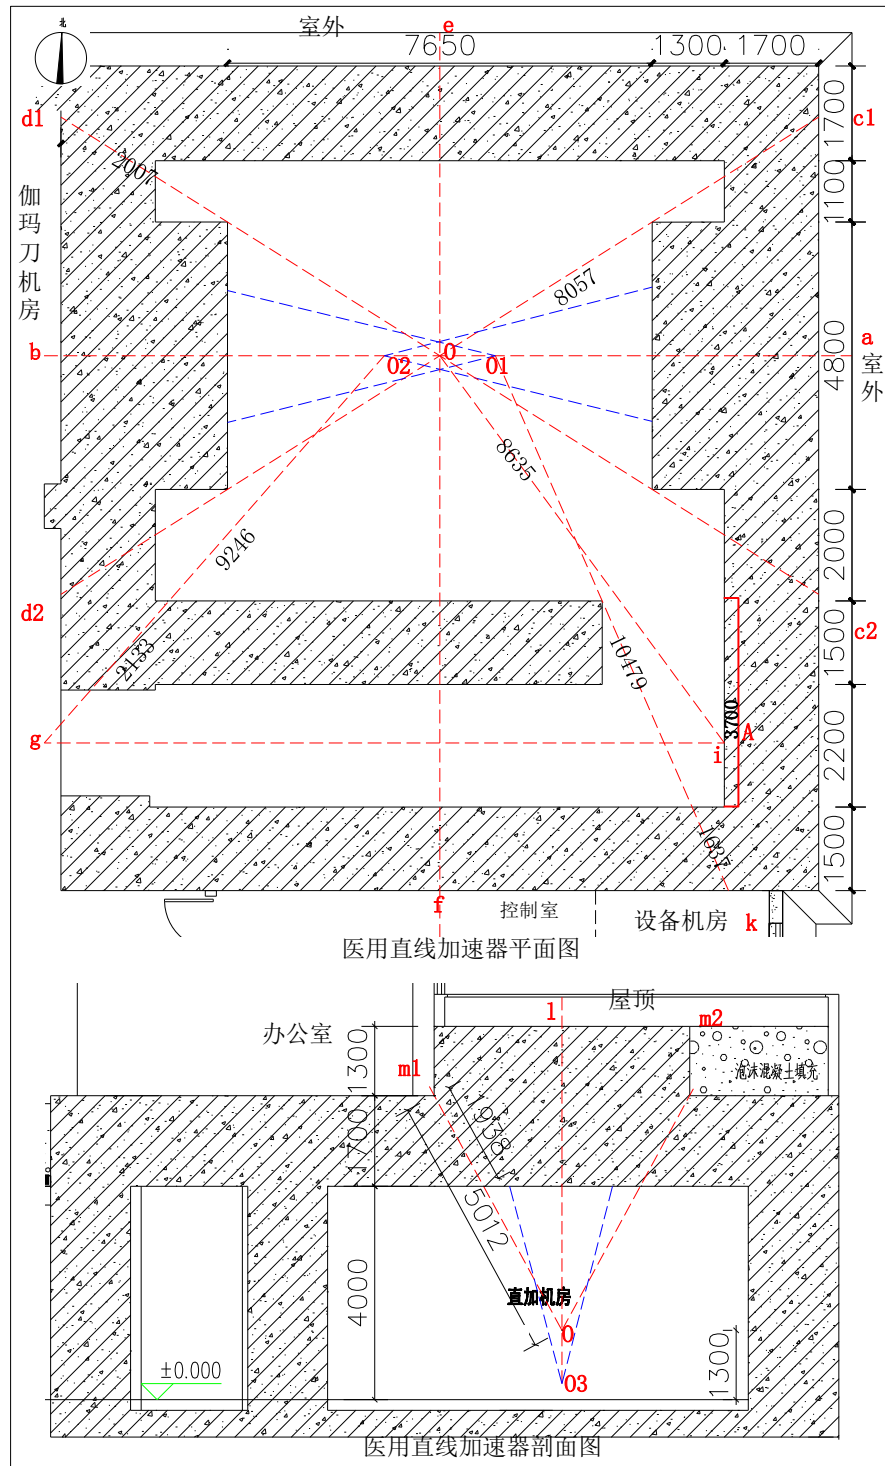 北
室外
e
7650
1300
1700
d1
c1
1700
2007
1100
伽玛刀机房
8057
b
O
O2
O1
a
4800
室外
8635
9246
2000
d2
c2
2133
10479
1500
3700
g
i
A
2200
1637
1500
f
控制室
设备机房
k
医用直线加速器平面图
l
屋顶
m2
办公室
1300
m1
泡沫混凝土填充
1938
1700
5012
4000
直加机房
O
1300
±0.000
O3
医用直线加速器剖面图